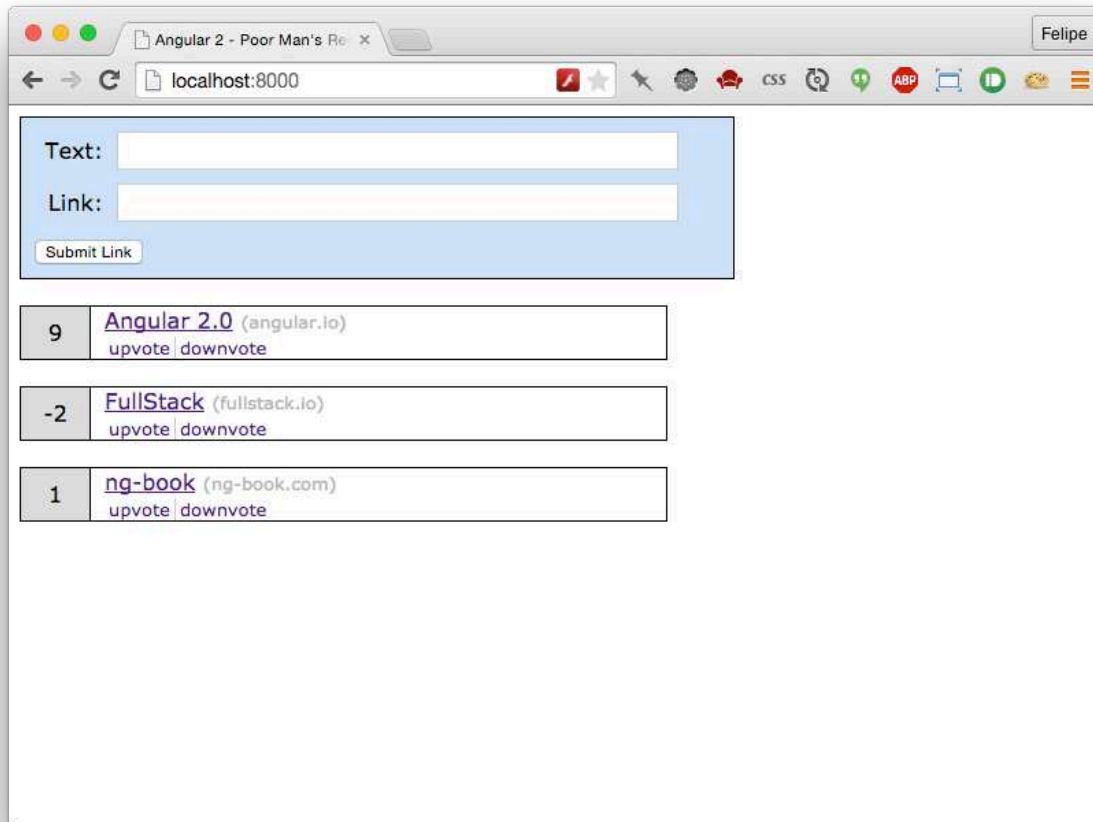 Angular 2 - Poor Man's Re
Felipe
localhost:8000
CSS
ABP
Text:
Link:
Submit Link
9
Angular 2.0 (angular.io)
upvote downvote
-2
FullStack (fullstack.io)
upvote downvote
1
ng-book (ng-book.com)
upvote downvote